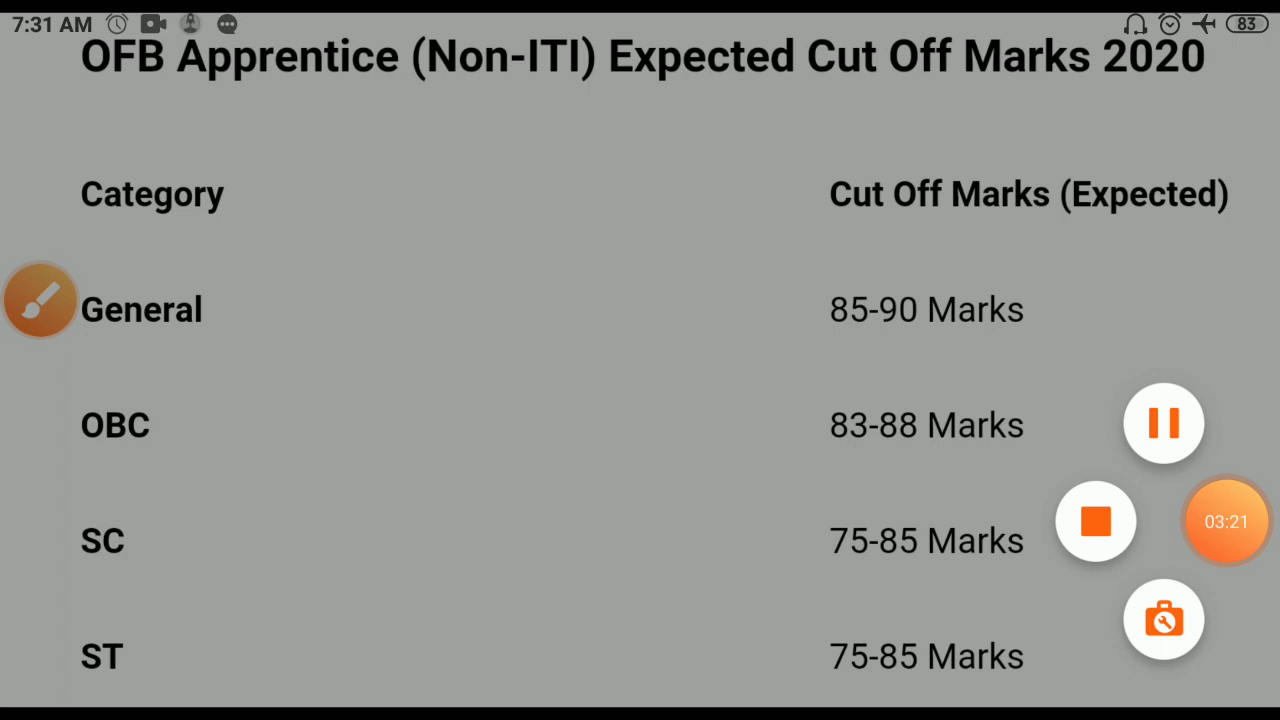 7:31 AM 83
OFB Apprentice (Non-ITI) Expected Cut Off Marks 2020
Category Cut Off Marks (Expected)
General 85-90 Marks
OBC 83-88 Marks
SC 75-85 Marks
03:21
ST 75-85 Marks